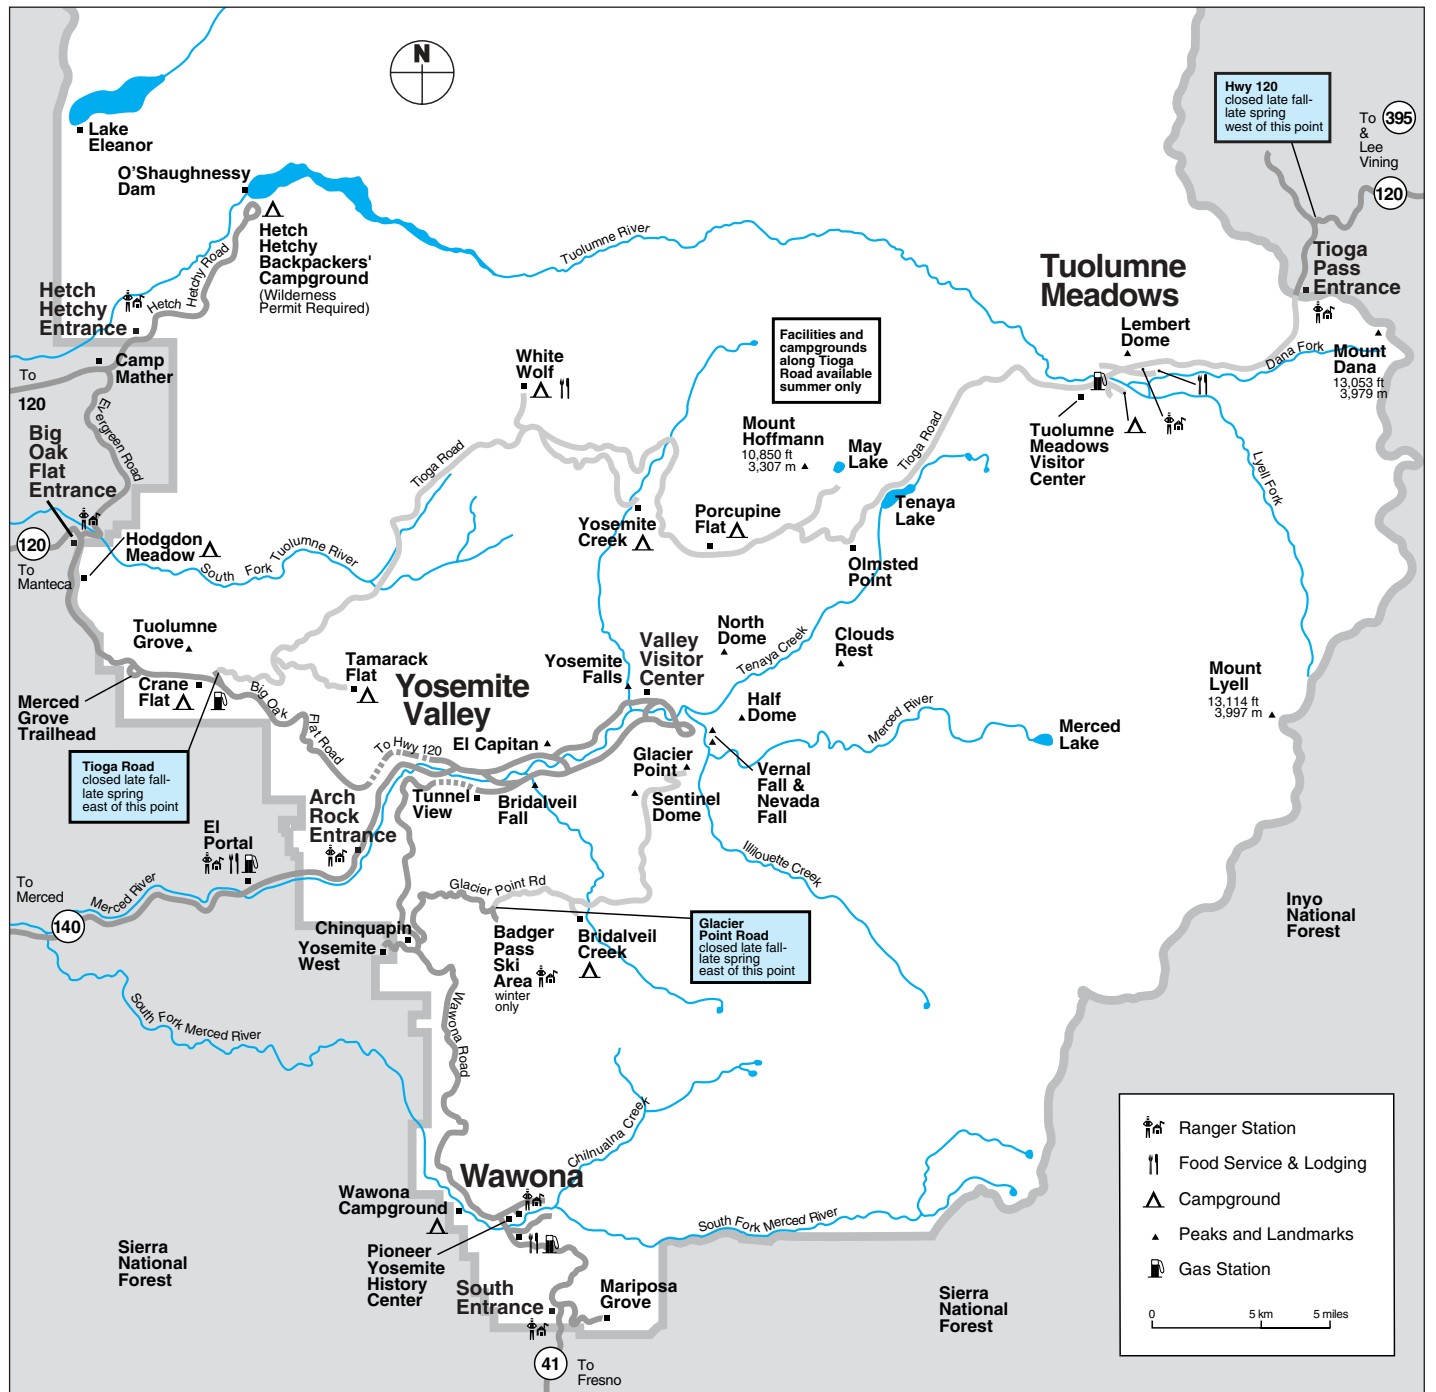 N
Hwy 120
closed late fall-
late spring
west of this point
To
&
Lee
Vining
395
120
Lake
Eleanor
O'Shaughnessy
Dam
Hetch
Hetchy
Backpackers'
Campground
(Wilderness
Permit Required)
Hetch Hetchy Road
Tuolumne River
Hetch
Hetchy
Entrance
Camp
Mather
To
120
Evergreen Road
Tuolumne
Meadows
Tioga
Pass
Entrance
Lembert
Dome
Dana Fork
Mount
Dana
13,053 ft
3,979 m
Facilities and
campgrounds
along Tioga
Road available
summer only
White
Wolf
Mount
Hoffmann
10,850 ft
3,307 m
May
Lake
Tioga Road
Tioga Road
Tuolumne
Meadows
Visitor
Center
Lyell Fork
Big
Oak
Flat
Entrance
120
To
Manteca
Hodgdon
Meadow
South Fork Tuolumne River
Yosemite
Creek
Porcupine
Flat
Tenaya
Lake
Olmsted
Point
Tuolumne
Grove
Crane
Flat
Merced
Grove
Trailhead
Tamarack
Flat
Big Oak Flat Road
To Hwy 120
Yosemite
Valley
Yosemite
Falls
Valley
Visitor
Center
North
Dome
Tenaya Creek
Clouds
Rest
Half
Dome
Merced River
Merced
Lake
Mount
Lyell
13,114 ft
3,997 m
El Capitan
Glacier
Point
Sentinel
Dome
Vernal
Fall &
Nevada
Fall
Tioga Road
closed late fall-
late spring
east of this point
Arch
Rock
Entrance
Tunnel
View
Bridalveil
Fall
El
Portal
To
Merced
140
Merced River
Illilouette Creek
Glacier Point Rd
Chinquapin
Yosemite
West
Badger
Pass
Ski
Area
winter
only
Bridalveil
Creek
Glacier
Point Road
closed late fall-
late spring
east of this point
Inyo
National
Forest
South Fork Merced River
Wawona Road
Chilnualna Creek
Wawona
Wawona
Campground
Pioneer
Yosemite
History
Center
South Fork Merced River
South
Entrance
Mariposa
Grove
41
To
Fresno
Sierra
National
Forest
Sierra
National
Forest
Ranger Station
Food Service & Lodging
Campground
Peaks and Landmarks
Gas Station
0 5 km 5 miles